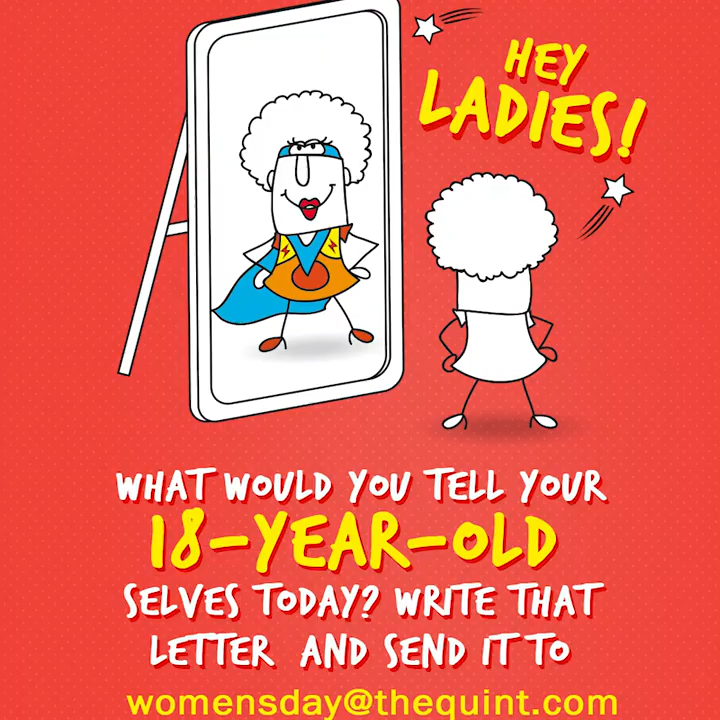 HEY
LADIES!
WHAT WOULD YOU TELL YOUR
18-YEAR-OLD
SELVES TODAY? WRITE THAT
LETTER AND SEND IT TO
womensday@thequint.com